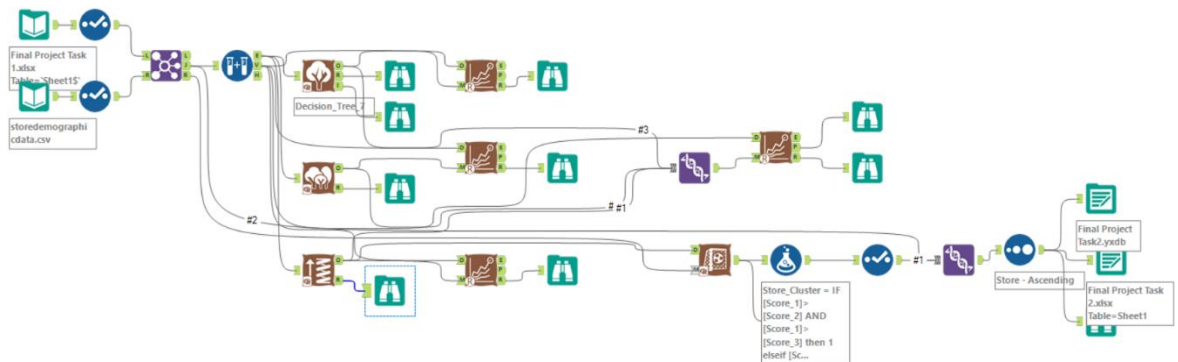 Final Project Task
1.xlsx
Table=`Sheet1$`
storedemographi
cdata.csv
L
R
L
J
R
E
V
H
Decision_Tree_7
O
R
I
D
M
R
E
P
R
#3
D
M
R
E
P
R
O
R
D
M
R
E
P
R
#
#1
#2
O
R
D
M
R
E
P
R
D
M
Store_Cluster = IF
[Score_1]>
[Score_2] AND
[Score_1]>
[Score_3] then 1
elseif [Sc...
#1
Store - Ascending
Final Project
Task2.yxdb
Final Project Task
2.xlsx
Table=Sheet1